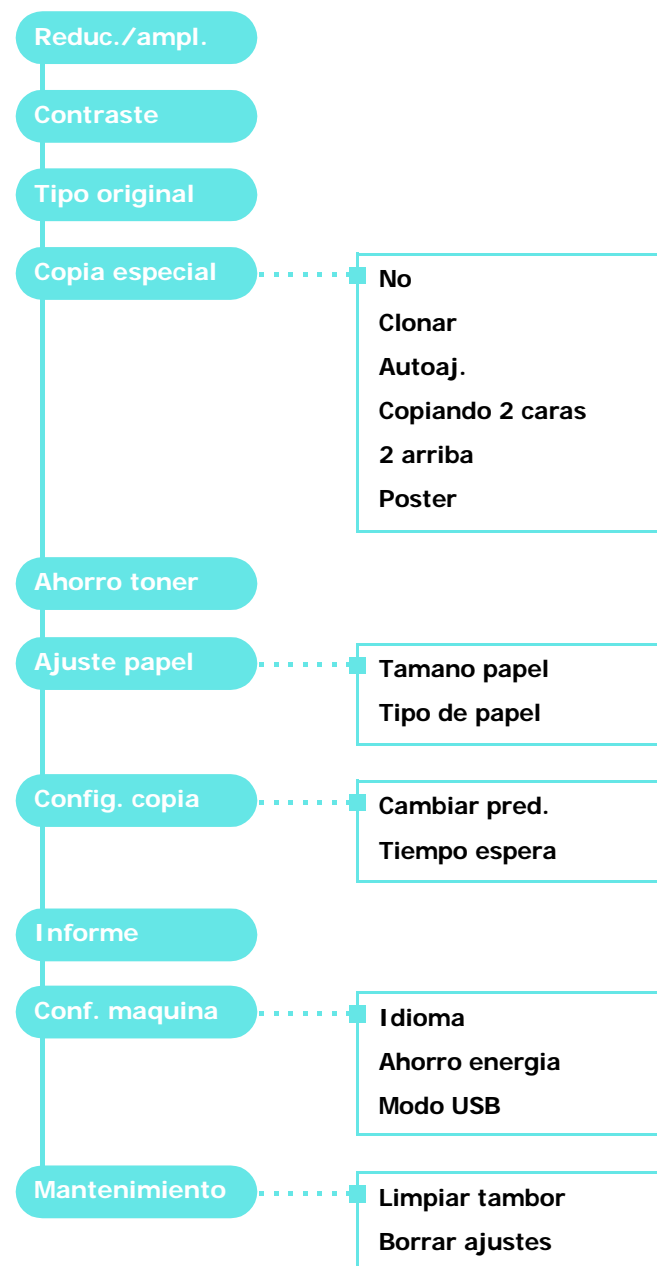 Reduc./ampl.
Contraste
Tipo original
Copia especial
No
Clonar
Autoaj.
Copiando 2 caras
2 arriba
Poster
Ahorro toner
Ajuste papel
Tamano papel
Tipo de papel
Config. copia
Cambiar pred.
Tiempo espera
Informe
Conf. maquina
Idioma
Ahorro energia
Modo USB
Mantenimiento
Limpiar tambor
Borrar ajustes